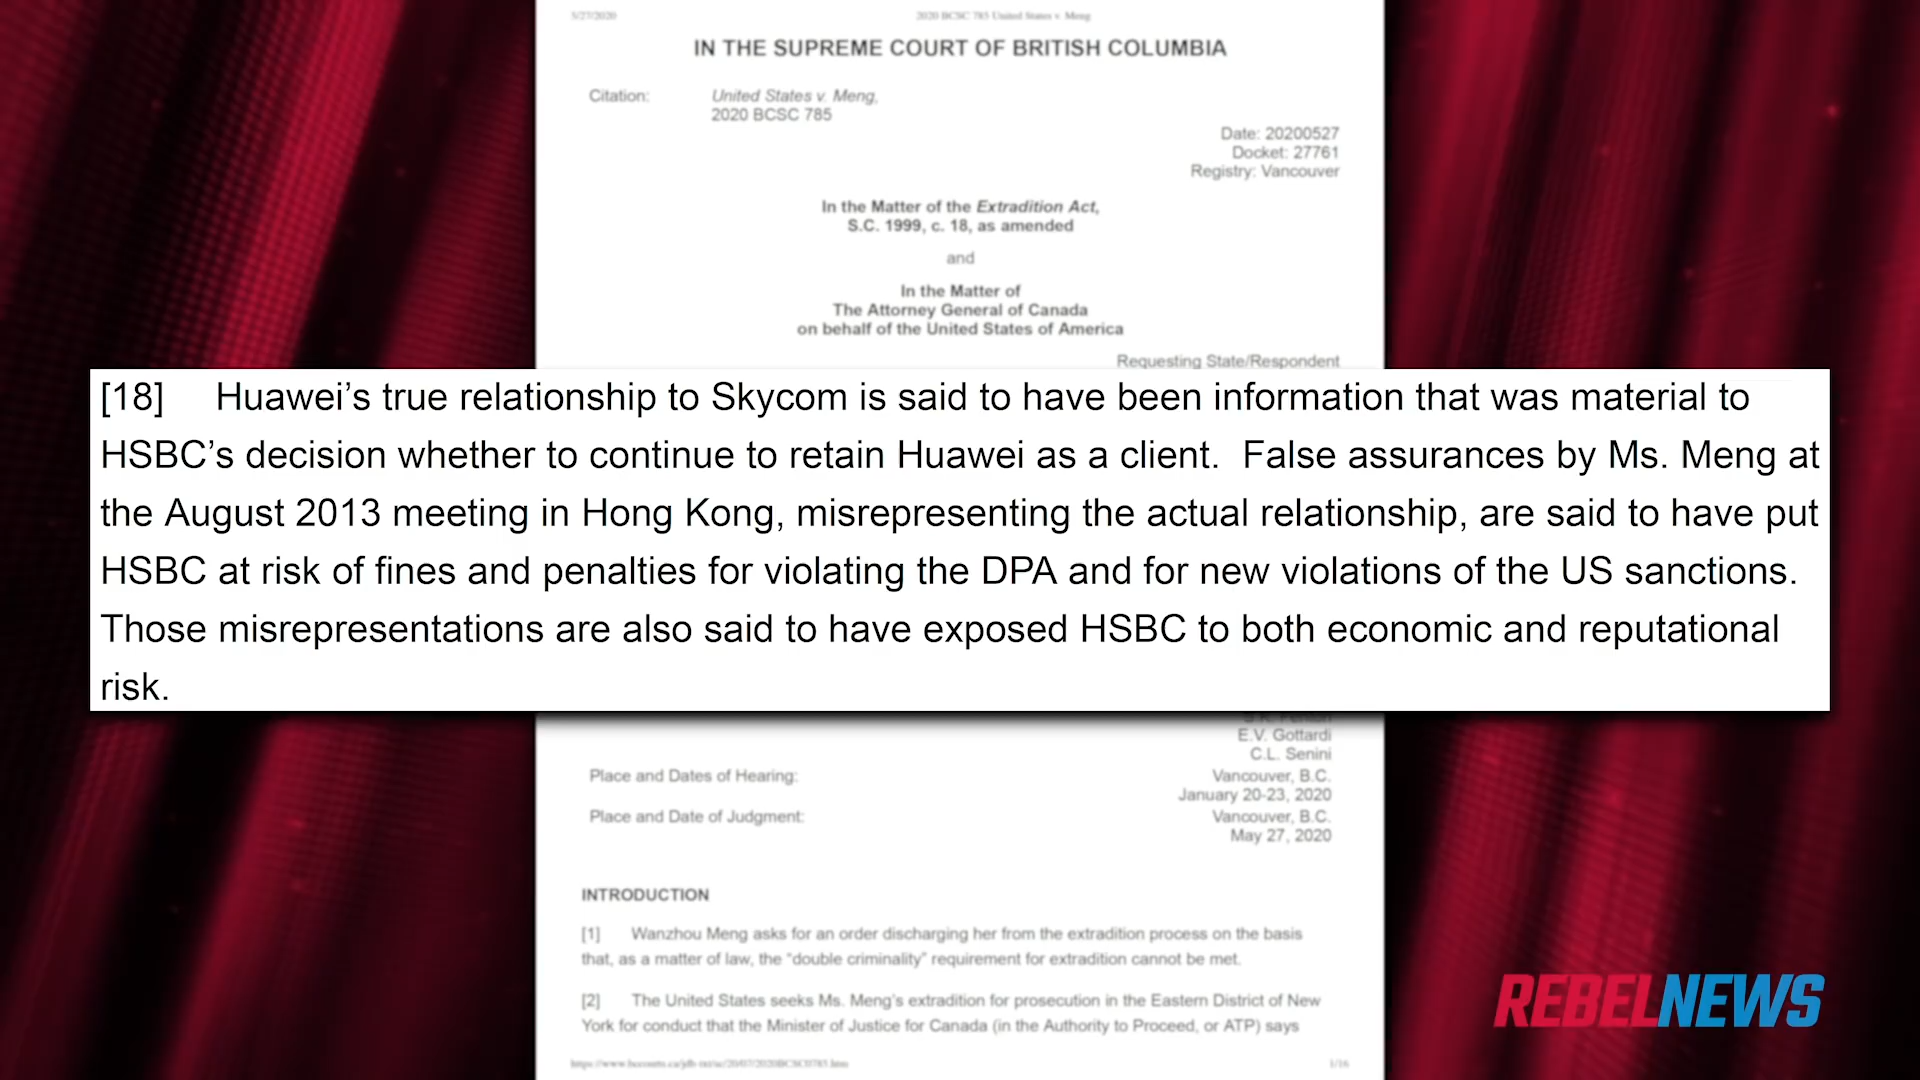 5/27/2020
2020 BCSC 785 United States v. Meng
IN THE SUPREME COURT OF BRITISH COLUMBIA
Citation: United States v. Meng,
2020 BCSC 785
Date: 20200527
Docket: 27761
Registry: Vancouver
In the Matter of the Extradition Act,
S.C. 1999, c. 18, as amended
and
In the Matter of
The Attorney General of Canada
on behalf of the United States of America
Requesting State/Respondent
[18] Huawei’s true relationship to Skycom is said to have been information that was material to
HSBC’s decision whether to continue to retain Huawei as a client. False assurances by Ms. Meng at
the August 2013 meeting in Hong Kong, misrepresenting the actual relationship, are said to have put
HSBC at risk of fines and penalties for violating the DPA and for new violations of the US sanctions.
Those misrepresentations are also said to have exposed HSBC to both economic and reputational
risk.
E.V. Gottardi
C.L. Senini
Place and Dates of Hearing: Vancouver, B.C.
January 20-23, 2020
Place and Date of Judgment: Vancouver, B.C.
May 27, 2020
INTRODUCTION
[1] Wanzhou Meng asks for an order discharging her from the extradition process on the basis
that, as a matter of law, the “double criminality” requirement for extradition cannot be met.
[2] The United States seeks Ms. Meng’s extradition for prosecution in the Eastern District of New
York for conduct that the Minister of Justice for Canada (in the Authority to Proceed, or ATP) says
1/16
REBELNEWS